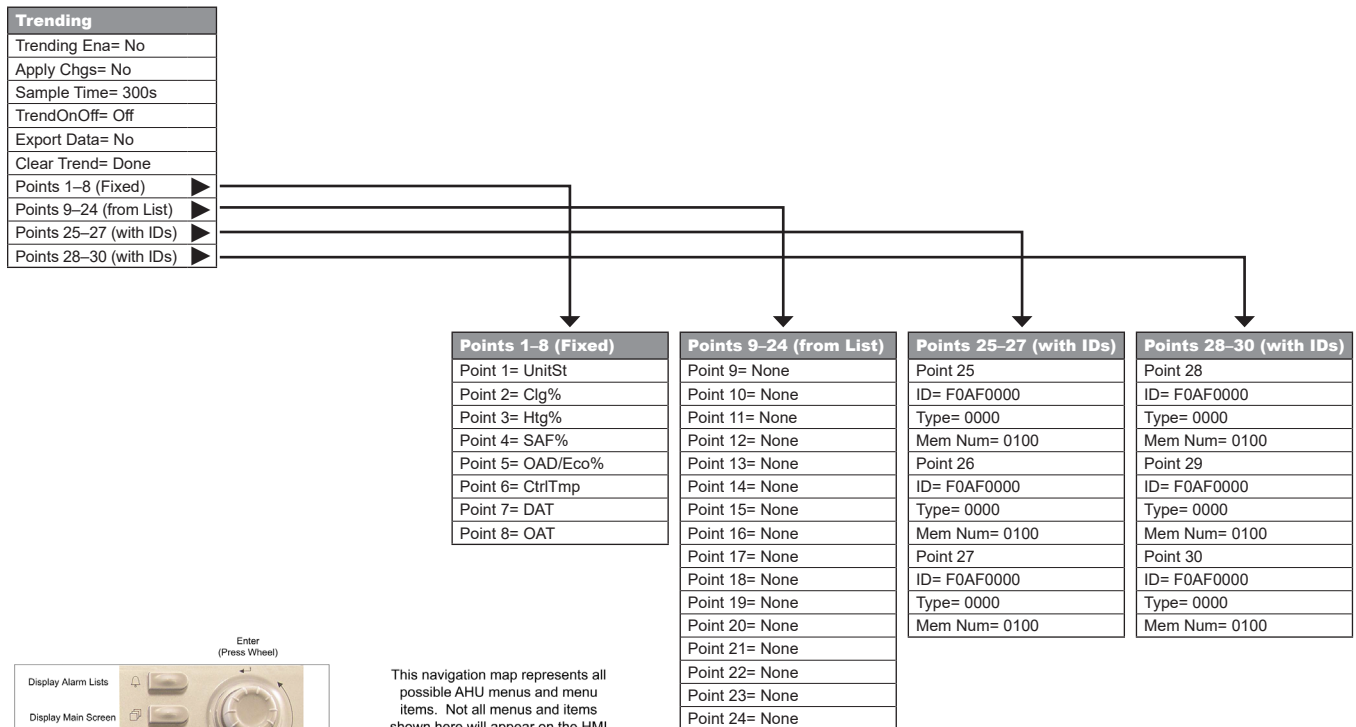 Trending
Trending Ena= No
Apply Chgs= No
Sample Time= 300s
TrendOnOff= Off
Export Data= No
Clear Trend= Done
Points 1–8 (Fixed)
Points 9–24 (from List)
Points 25–27 (with IDs)
Points 28–30 (with IDs)
Points 1–8 (Fixed)
Point 1= UnitSt
Point 2= Clg%
Point 3= Htg%
Point 4= SAF%
Point 5= OAD/Eco%
Point 6= CtrlTmp
Point 7= DAT
Point 8= OAT
Points 9–24 (from List)
Point 9= None
Point 10= None
Point 11= None
Point 12= None
Point 13= None
Point 14= None
Point 15= None
Point 16= None
Point 17= None
Point 18= None
Point 19= None
Point 20= None
Point 21= None
Point 22= None
Point 23= None
Point 24= None
Points 25–27 (with IDs)
Point 25
ID= F0AF0000
Type= 0000
Mem Num= 0100
Point 26
ID= F0AF0000
Type= 0000
Mem Num= 0100
Point 27
ID= F0AF0000
Type= 0000
Mem Num= 0100
Points 28–30 (with IDs)
Point 28
ID= F0AF0000
Type= 0000
Mem Num= 0100
Point 29
ID= F0AF0000
Type= 0000
Mem Num= 0100
Point 30
ID= F0AF0000
Type= 0000
Mem Num= 0100
Enter
(Press Wheel)
Display Alarm Lists
Display Main Screen
This navigation map represents all
possible AHU menus and menu
items. Not all menus and items
shown here will appear on the HMI